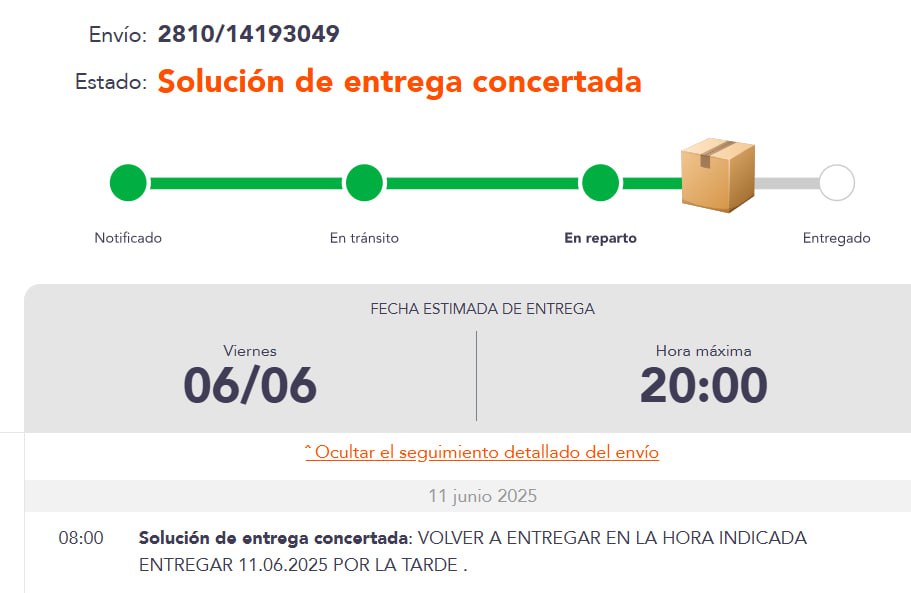 Envío: 2810/14193049
Estado: Solución de entrega concertada
Notificado En tránsito En reparto Entregado
FECHA ESTIMADA DE ENTREGA
Viernes Hora máxima
06/06 20:00
ˆ Ocultar el seguimiento detallado del envío
11 junio 2025
08:00 Solución de entrega concertada: VOLVER A ENTREGAR EN LA HORA INDICADA
ENTREGAR 11.06.2025 POR LA TARDE .